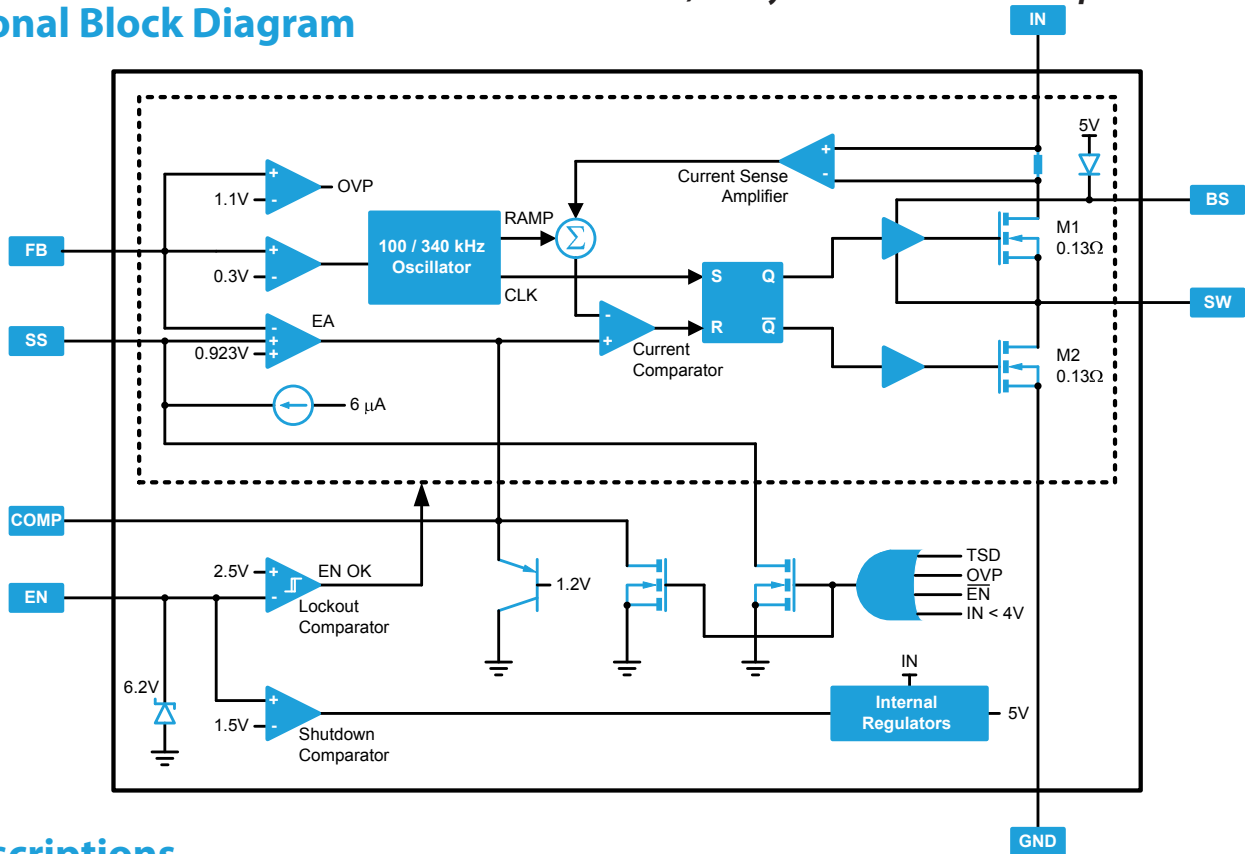 onal Block Diagram
IN
5V
+
-
Current Sense
Amplifier
BS
+
1.1V
-
OVP
RAMP
Σ
M1
0.13Ω
FB
+
0.3V
-
100 / 340 kHz
Oscillator
CLK
S
Q
R
Q̅
SW
SS
-
+
0.923V
+
EA
-
+
Current
Comparator
M2
0.13Ω
6 µA
COMP
2.5V
+
-
EN OK
Lockout
Comparator
1.2V
TSD
OVP
E̅N̅
IN < 4V
EN
6.2V
+
1.5V
-
Shutdown
Comparator
IN
Internal
Regulators
5V
GND